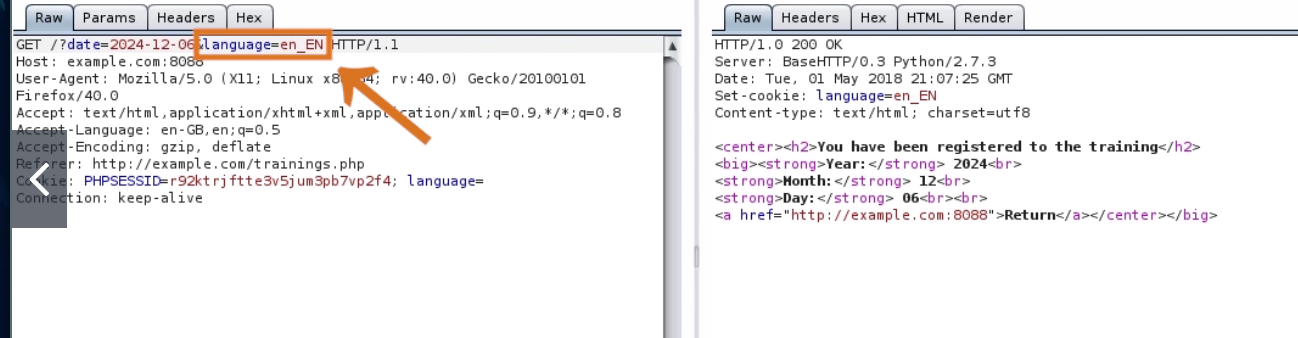 Raw Params Headers Hex
GET /?date=2024-12-06&language=en_EN HTTP/1.1
Host: example.com:8088
User-Agent: Mozilla/5.0 (X11; Linux rv:40.0) Gecko/20100101
Firefox/40.0
Accept: text/html,application/xhtml+xml,application/xml;q=0.9,*/*;q=0.8
Accept-Language: en-GB,en;q=0.5
Accept-Encoding: gzip, deflate
Referer: http://example.com/trainings.php
Cookie: PHPSESSID=r92ktrjftte3v5jum3pb7vp2f4; language=
Connection: keep-alive
Raw Headers Hex HTML Render
HTTP/1.0 200 OK
Server: BaseHTTP/0.3 Python/2.7.3
Date: Tue, 01 May 2018 21:07:25 GMT
Set-cookie: language=en_EN
Content-type: text/html; charset=utf8
<center><h2>You have been registered to the training</h2>
<big><strong>Year:</strong> 2024<br>
<strong>Month:</strong> 12<br>
<strong>Day:</strong> 06<br><br>
<a href="http://example.com:8088">Return</a></center></big>